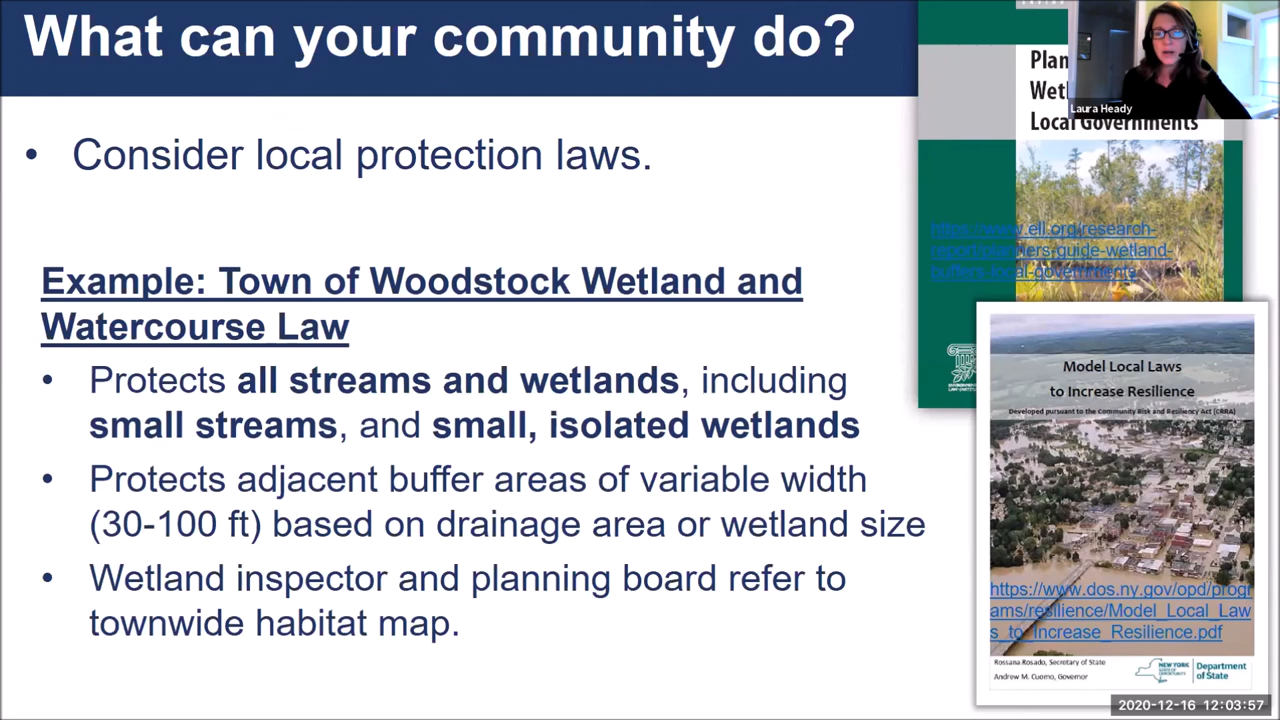 What can your community do?
• Consider local protection laws.
Example: Town of Woodstock Wetland and
Watercourse Law
• Protects all streams and wetlands, including
small streams, and small, isolated wetlands
• Protects adjacent buffer areas of variable width
(30-100 ft) based on drainage area or wetland size
• Wetland inspector and planning board refer to
townwide habitat map.
Laura Heady
Local Governments
https://www.eli.org/research-
report/planners-guide-wetland-
buffers-local-governments
Model Local Laws
to Increase Resilience
Developed pursuant to the Community Risk and Resiliency Act (CRRA)
https://www.dos.ny.gov/opd/progr
ams/resilience/Model_Local_Law
s_to_Increase_Resilience.pdf
Rossana Rosado, Secretary of State
Andrew M. Cuomo, Governor
NEW YORK
STATE OF
OPPORTUNITY
Department
of State
2020-12-16 12:03:57